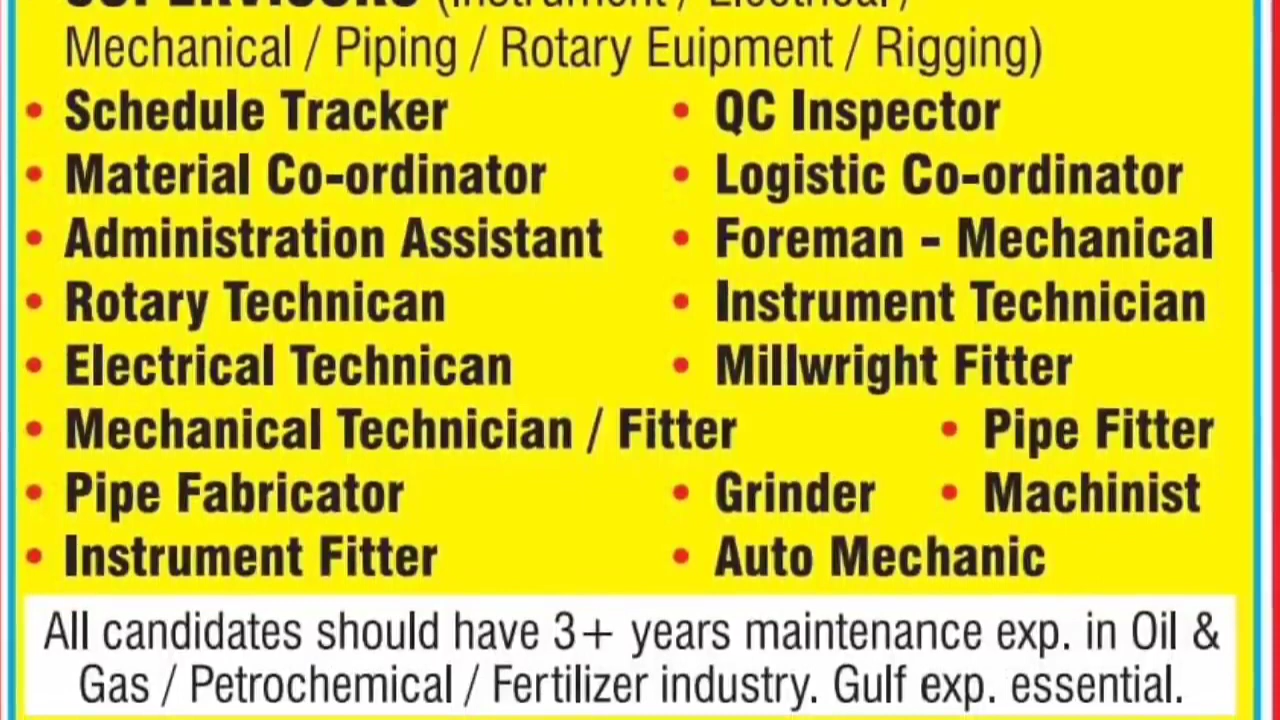 SUPERVISORS (Instrument / Electrical /
Mechanical / Piping / Rotary Euipment / Rigging)
• Schedule Tracker • QC Inspector
• Material Co-ordinator • Logistic Co-ordinator
• Administration Assistant • Foreman - Mechanical
• Rotary Technican • Instrument Technician
• Electrical Technican • Millwright Fitter
• Mechanical Technician / Fitter • Pipe Fitter
• Pipe Fabricator • Grinder • Machinist
• Instrument Fitter • Auto Mechanic
All candidates should have 3+ years maintenance exp. in Oil &
Gas / Petrochemical / Fertilizer industry. Gulf exp. essential.